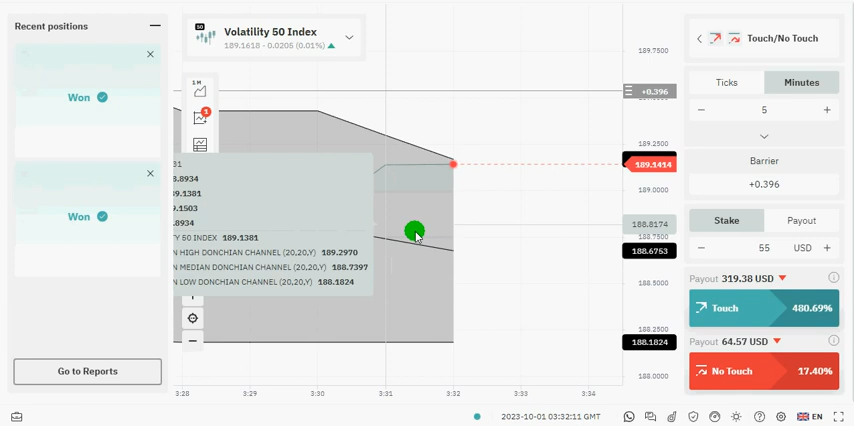 Recent positions
Won
Won
Go to Reports
50
Volatility 50 Index
189.1618 - 0.0205 (0.01%)
1M
1
31
8.8934
9.1381
9.1503
.8934
TY 50 INDEX 189.1381
N HIGH DONCHIAN CHANNEL (20,20,Y) 189.2970
N MEDIAN DONCHIAN CHANNEL (20,20,Y) 188.7397
N LOW DONCHIAN CHANNEL (20,20,Y) 188.1824
189.7500
+0.396
189.2500
189.1414
189.0000
188.8174
188.7500
188.6753
188.5000
188.2500
188.1824
188.0000
3:28
3:29
3:30
3:31
3:32
3:33
3:34
Touch/No Touch
Ticks
Minutes
− 5 +
Barrier
+0.396
Stake
Payout
− 55 USD +
Payout 319.38 USD
Touch
480.69%
Payout 64.57 USD
No Touch
17.40%
2023-10-01 03:32:11 GMT
EN